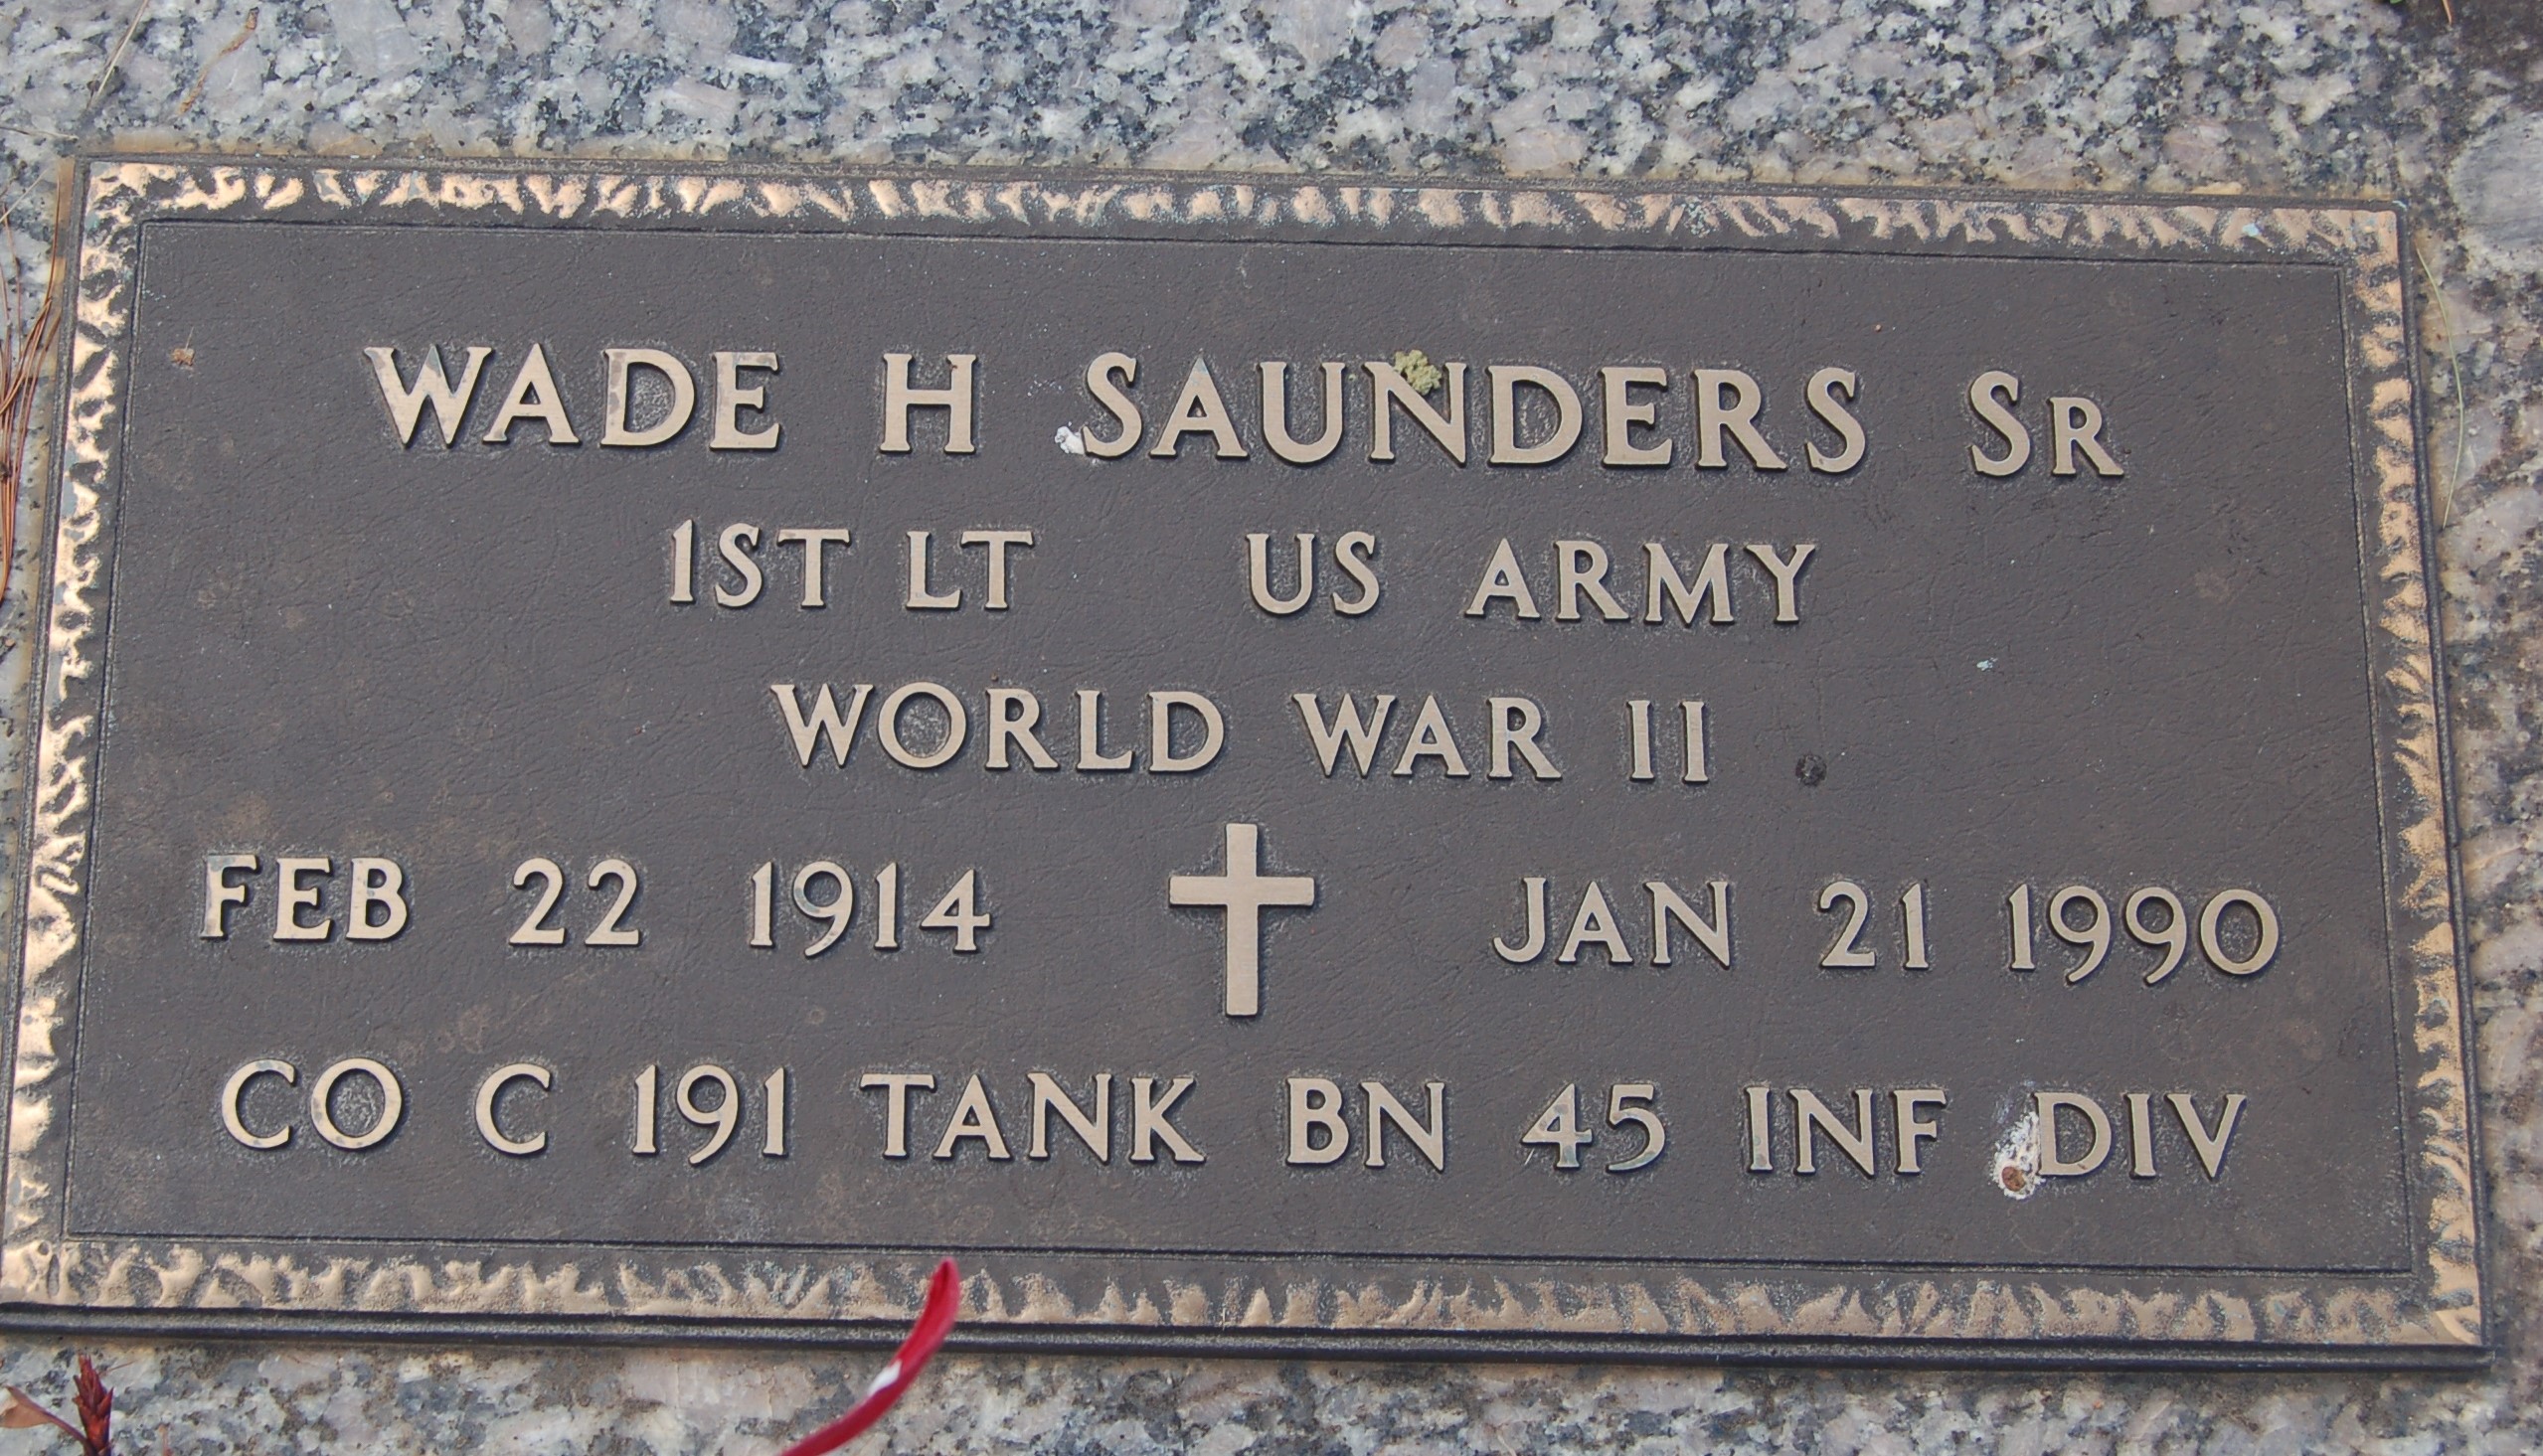 WADE H SAUNDERS SR
1ST LT US ARMY
WORLD WAR II
FEB 22 1914 JAN 21 1990
CO C 191 TANK BN 45 INF DIV